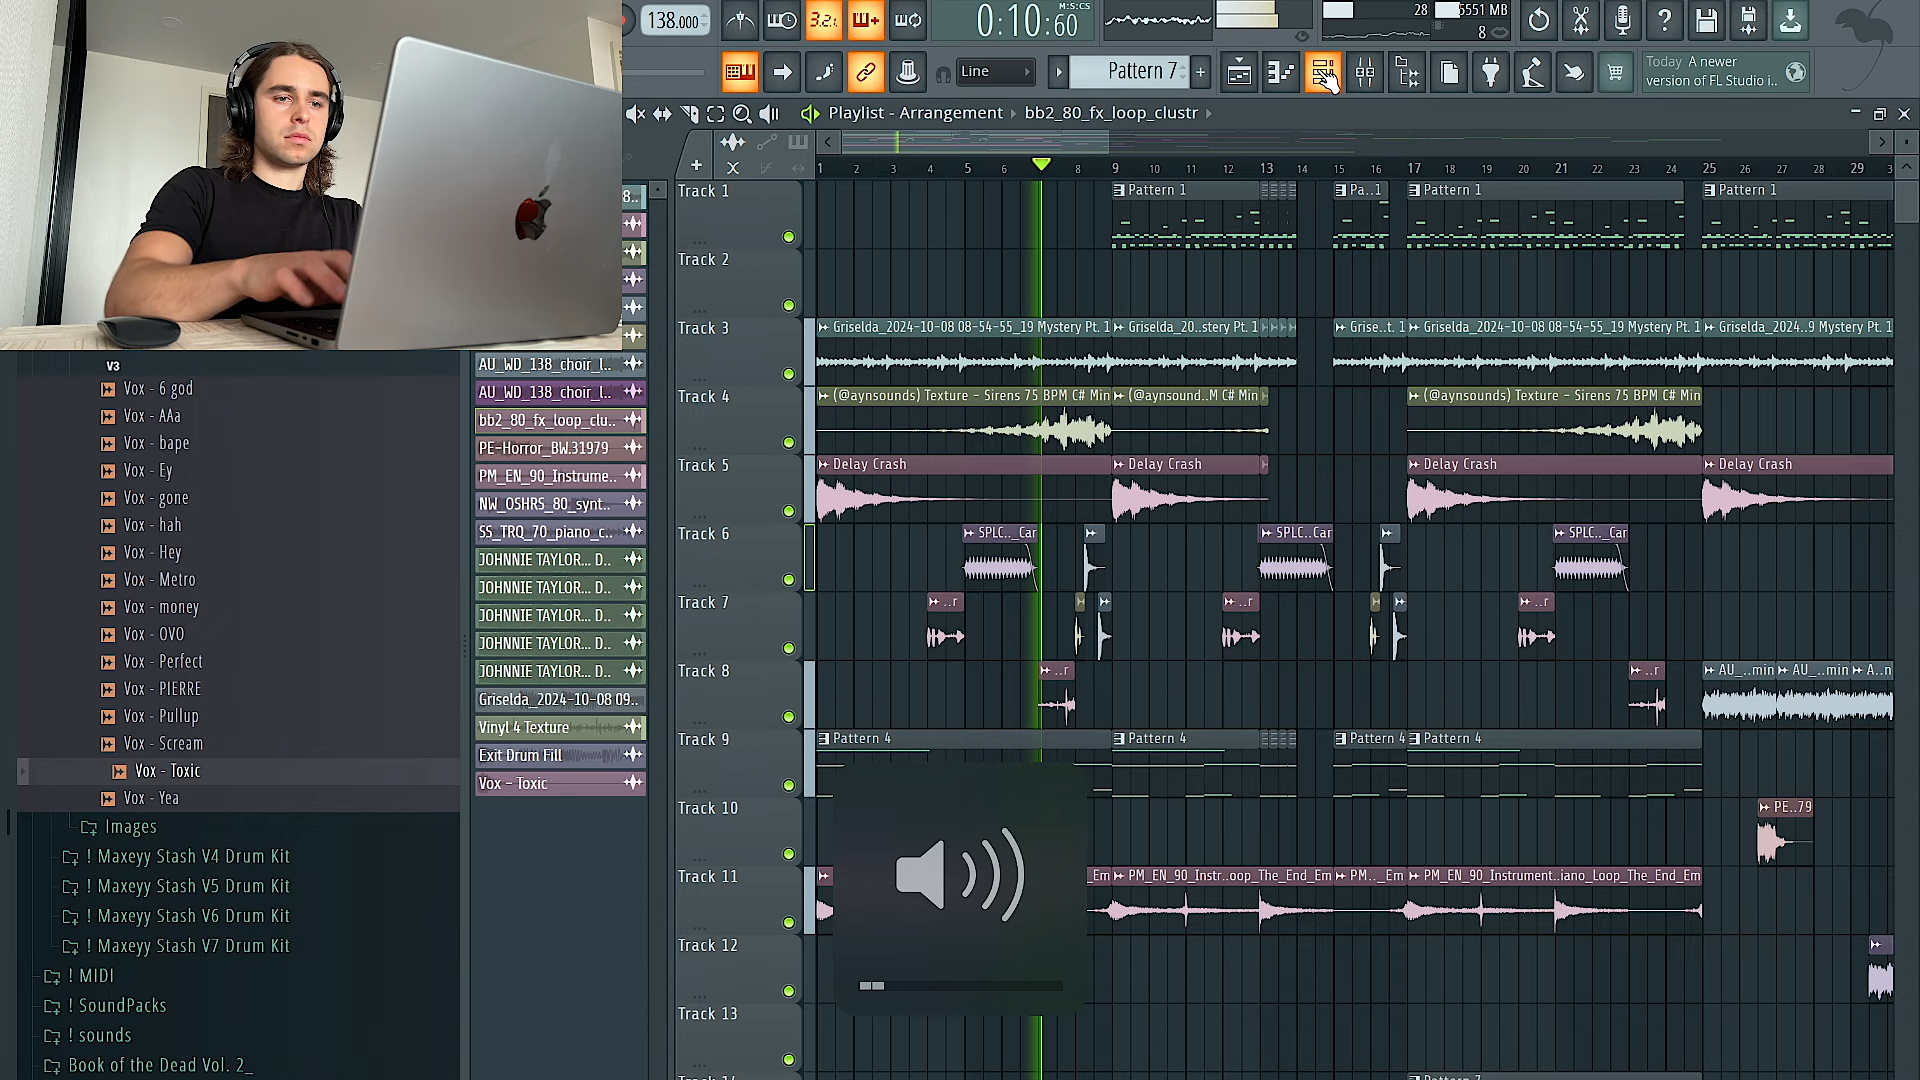 138.000
3.2.
0:10:60
M:S:CS
28
5551 MB
8
Line
Pattern 7
Today A newer
version of FL Studio i..
Playlist - Arrangement
bb2_80_fx_loop_clustr
1 2 3 4 5 6 8 9 10 11 12 13 14 15 16 17 18 19 20 21 22 23 24 25 26 27 28 29 3
Track 1
Pattern 1
Pa..1
Pattern 1
Pattern 1
Track 2
Track 3
Griselda_2024-10-08 08-54-55_19 Mystery Pt. 1
Griselda_20..stery Pt. 1
Grise..t. 1
Griselda_2024-10-08 08-54-55_19 Mystery Pt. 1
Griselda_2024..9 Mystery Pt. 1
Track 4
(@aynsounds) Texture - Sirens 75 BPM C# Min
(@aynsound..M C# Min
(@aynsounds) Texture - Sirens 75 BPM C# Min
Track 5
Delay Crash
Delay Crash
Delay Crash
Delay Crash
Track 6
SPLC.._Car
SPLC..Car
SPLC.._Car
Track 7
..r
..r
..r
Track 8
..r
..r
AU_..min
AU_..min
A..n
Track 9
Pattern 4
Pattern 4
Pattern 4
Pattern 4
Track 10
PE..79
Track 11
_Em
PM_EN_90_Instr..oop_The_End_Em
PM.._Em
PM_EN_90_Instrument..iano_Loop_The_End_Em
Track 12
Track 13
Pattern 7
8..
AU_WD_138_choir_l..
AU_WD_138_choir_l..
bb2_80_fx_loop_clu..
PE-Horror_BW.31979
PM_EN_90_Instrume..
NW_OSHRS_80_synt..
SS_TRQ_70_piano_c..
JOHNNIE TAYLOR... D..
JOHNNIE TAYLOR... D..
JOHNNIE TAYLOR... D..
JOHNNIE TAYLOR... D..
JOHNNIE TAYLOR... D..
Griselda_2024-10-08 09..
Vinyl 4 Texture
Exit Drum Fill
Vox - Toxic
V3
Vox - 6 god
Vox - AAa
Vox - bape
Vox - Ey
Vox - gone
Vox - hah
Vox - Hey
Vox - Metro
Vox - money
Vox - OVO
Vox - Perfect
Vox - PIERRE
Vox - Pullup
Vox - Scream
Vox - Toxic
Vox - Yea
Images
! Maxeyy Stash V4 Drum Kit
! Maxeyy Stash V5 Drum Kit
! Maxeyy Stash V6 Drum Kit
! Maxeyy Stash V7 Drum Kit
! MIDI
! SoundPacks
! sounds
Book of the Dead Vol. 2_